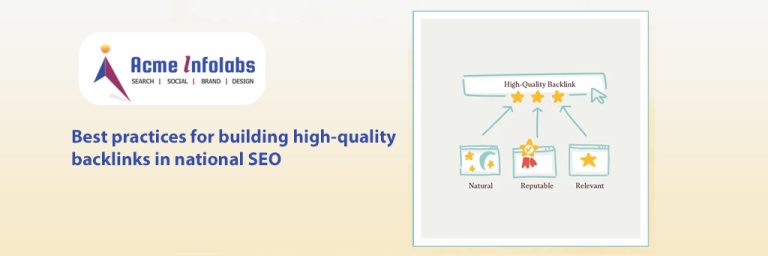 Acme Infolabs
SEARCH | SOCIAL | BRAND | DESIGN
Best practices for building high-quality
backlinks in national SEO
High-Quality Backlink
Natural
Reputable
Relevant